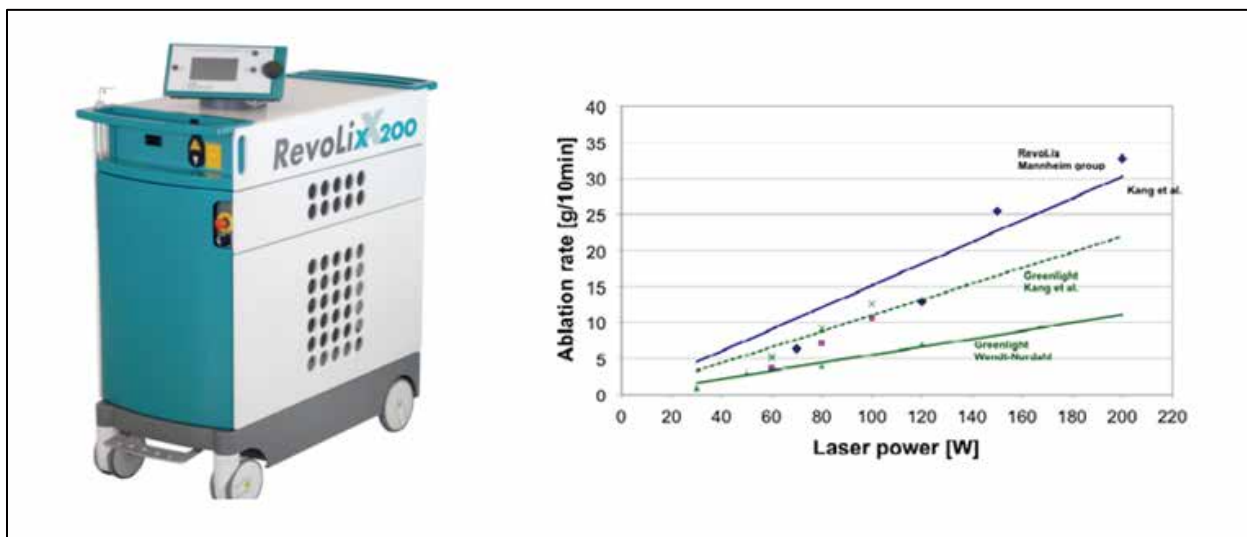 RevoLix 200
40
35
30
25
20
15
10
5
0
Ablation rate [g/10min]
RevoLix
Mannheim group
Kang et al.
Greenlight
Kang et al.
Greenlight
Wendt-Nordahl
0 20 40 60 80 100 120 140 160 180 200 220
Laser power [W]